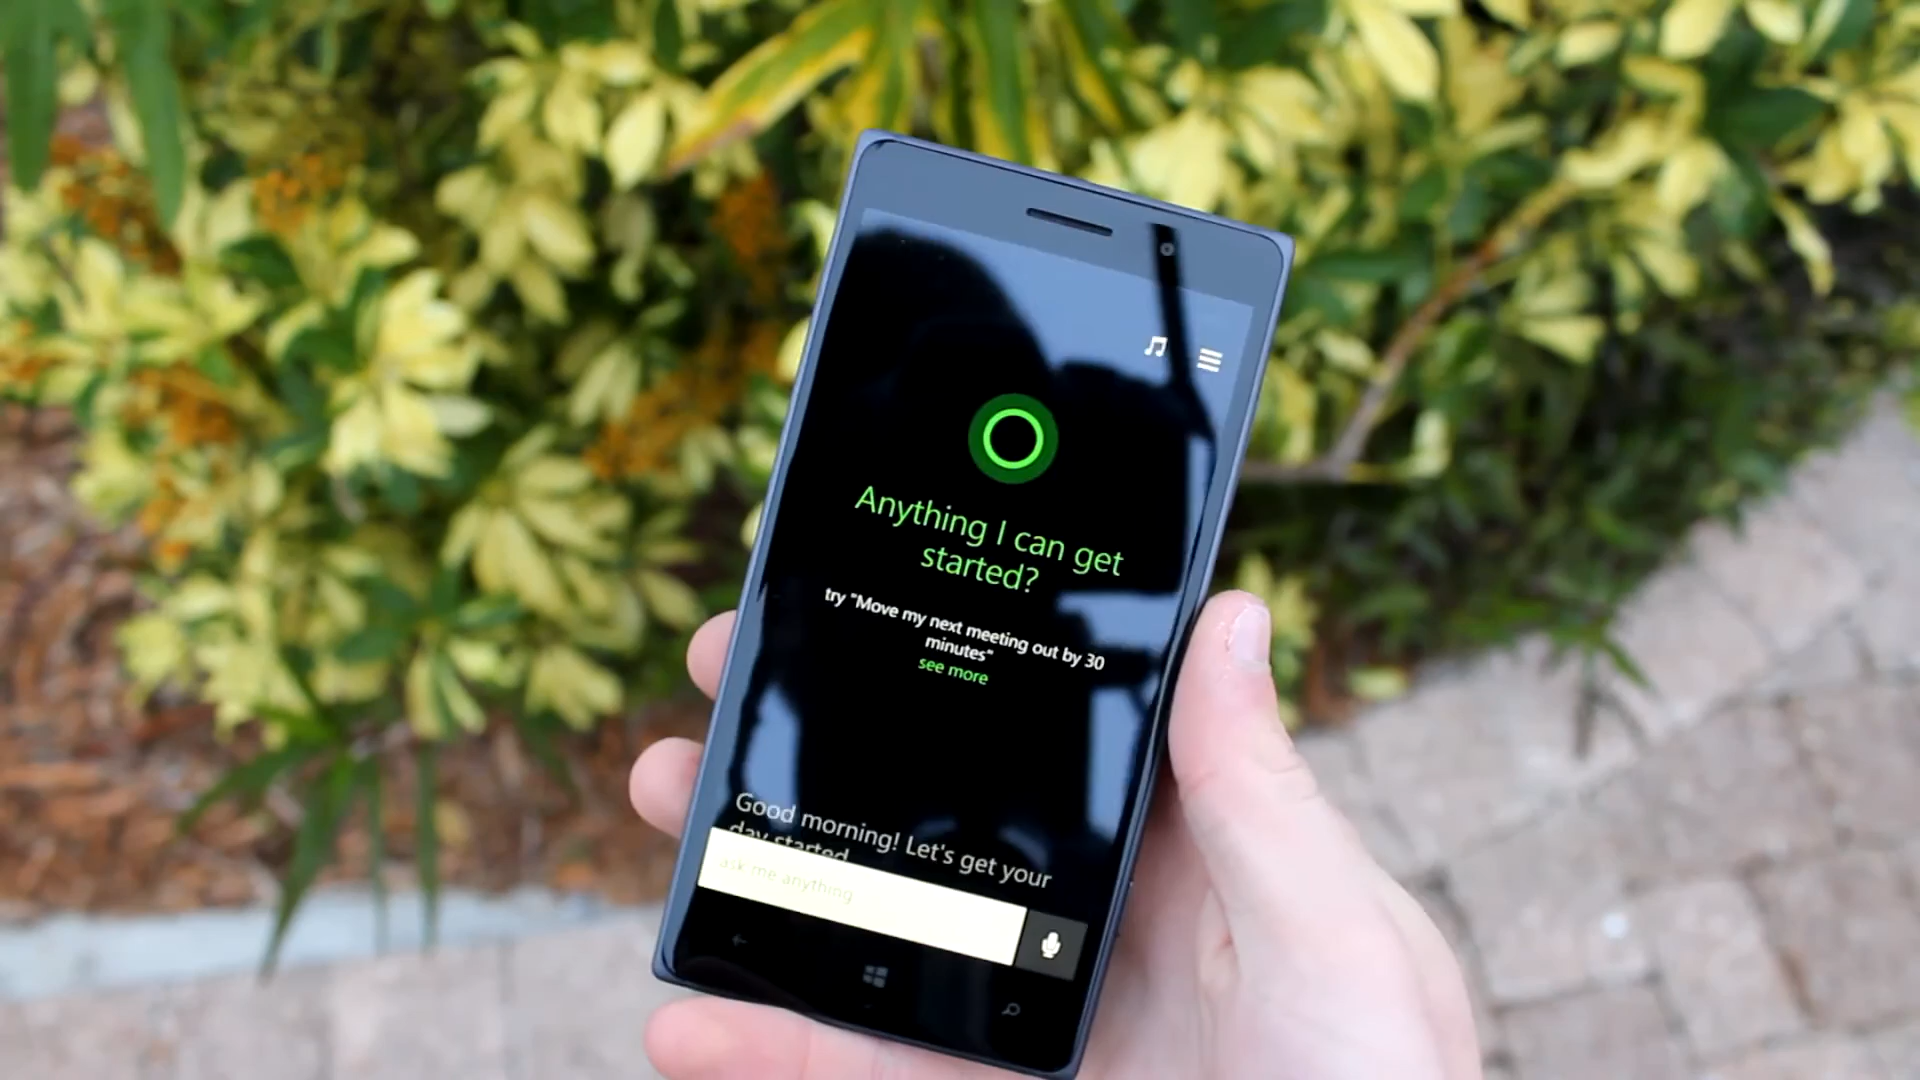 Anything I can get
started?
try "Move my next meeting out by 30
minutes"
see more
Good morning! Let's get your
day started
ask me anything